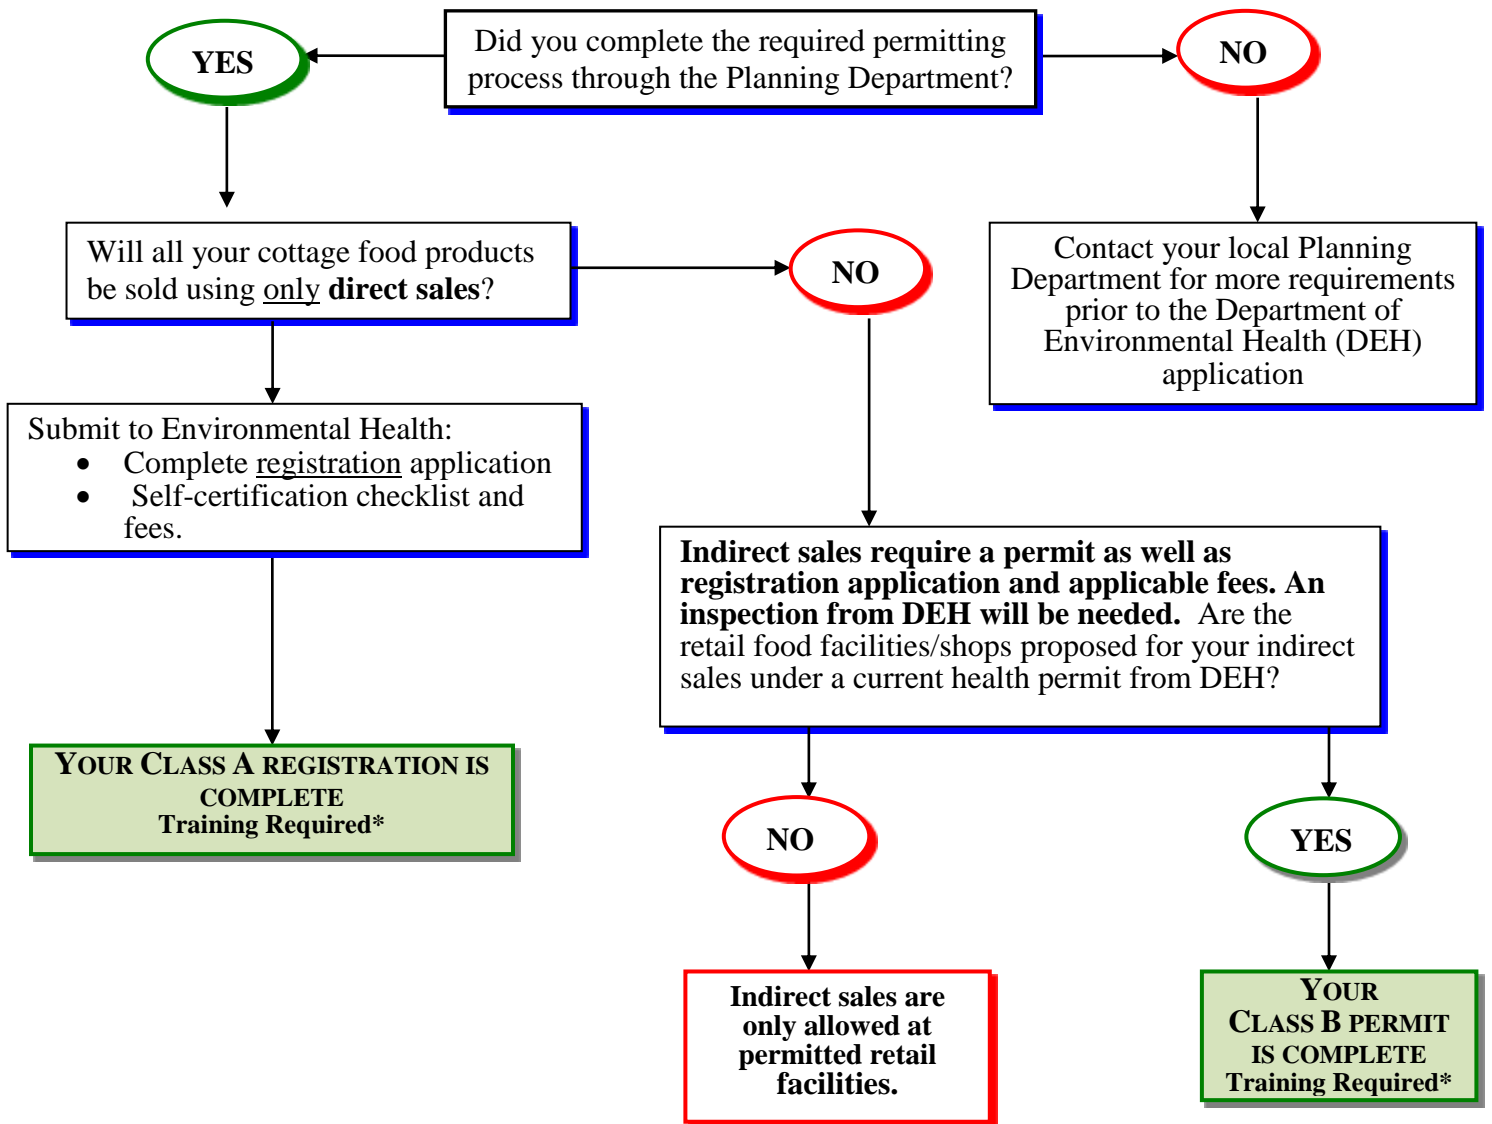 Did you complete the required permitting
process through the Planning Department?
YES
NO
Will all your cottage food products
be sold using only direct sales?
NO
Contact your local Planning
Department for more requirements
prior to the Department of
Environmental Health (DEH)
application
Submit to Environmental Health:
• Complete registration application
• Self-certification checklist and
fees.
Indirect sales require a permit as well as
registration application and applicable fees. An
inspection from DEH will be needed. Are the
retail food facilities/shops proposed for your indirect
sales under a current health permit from DEH?
YOUR CLASS A REGISTRATION IS
COMPLETE
Training Required*
NO
YES
Indirect sales are
only allowed at
permitted retail
facilities.
YOUR
CLASS B PERMIT
IS COMPLETE
Training Required*